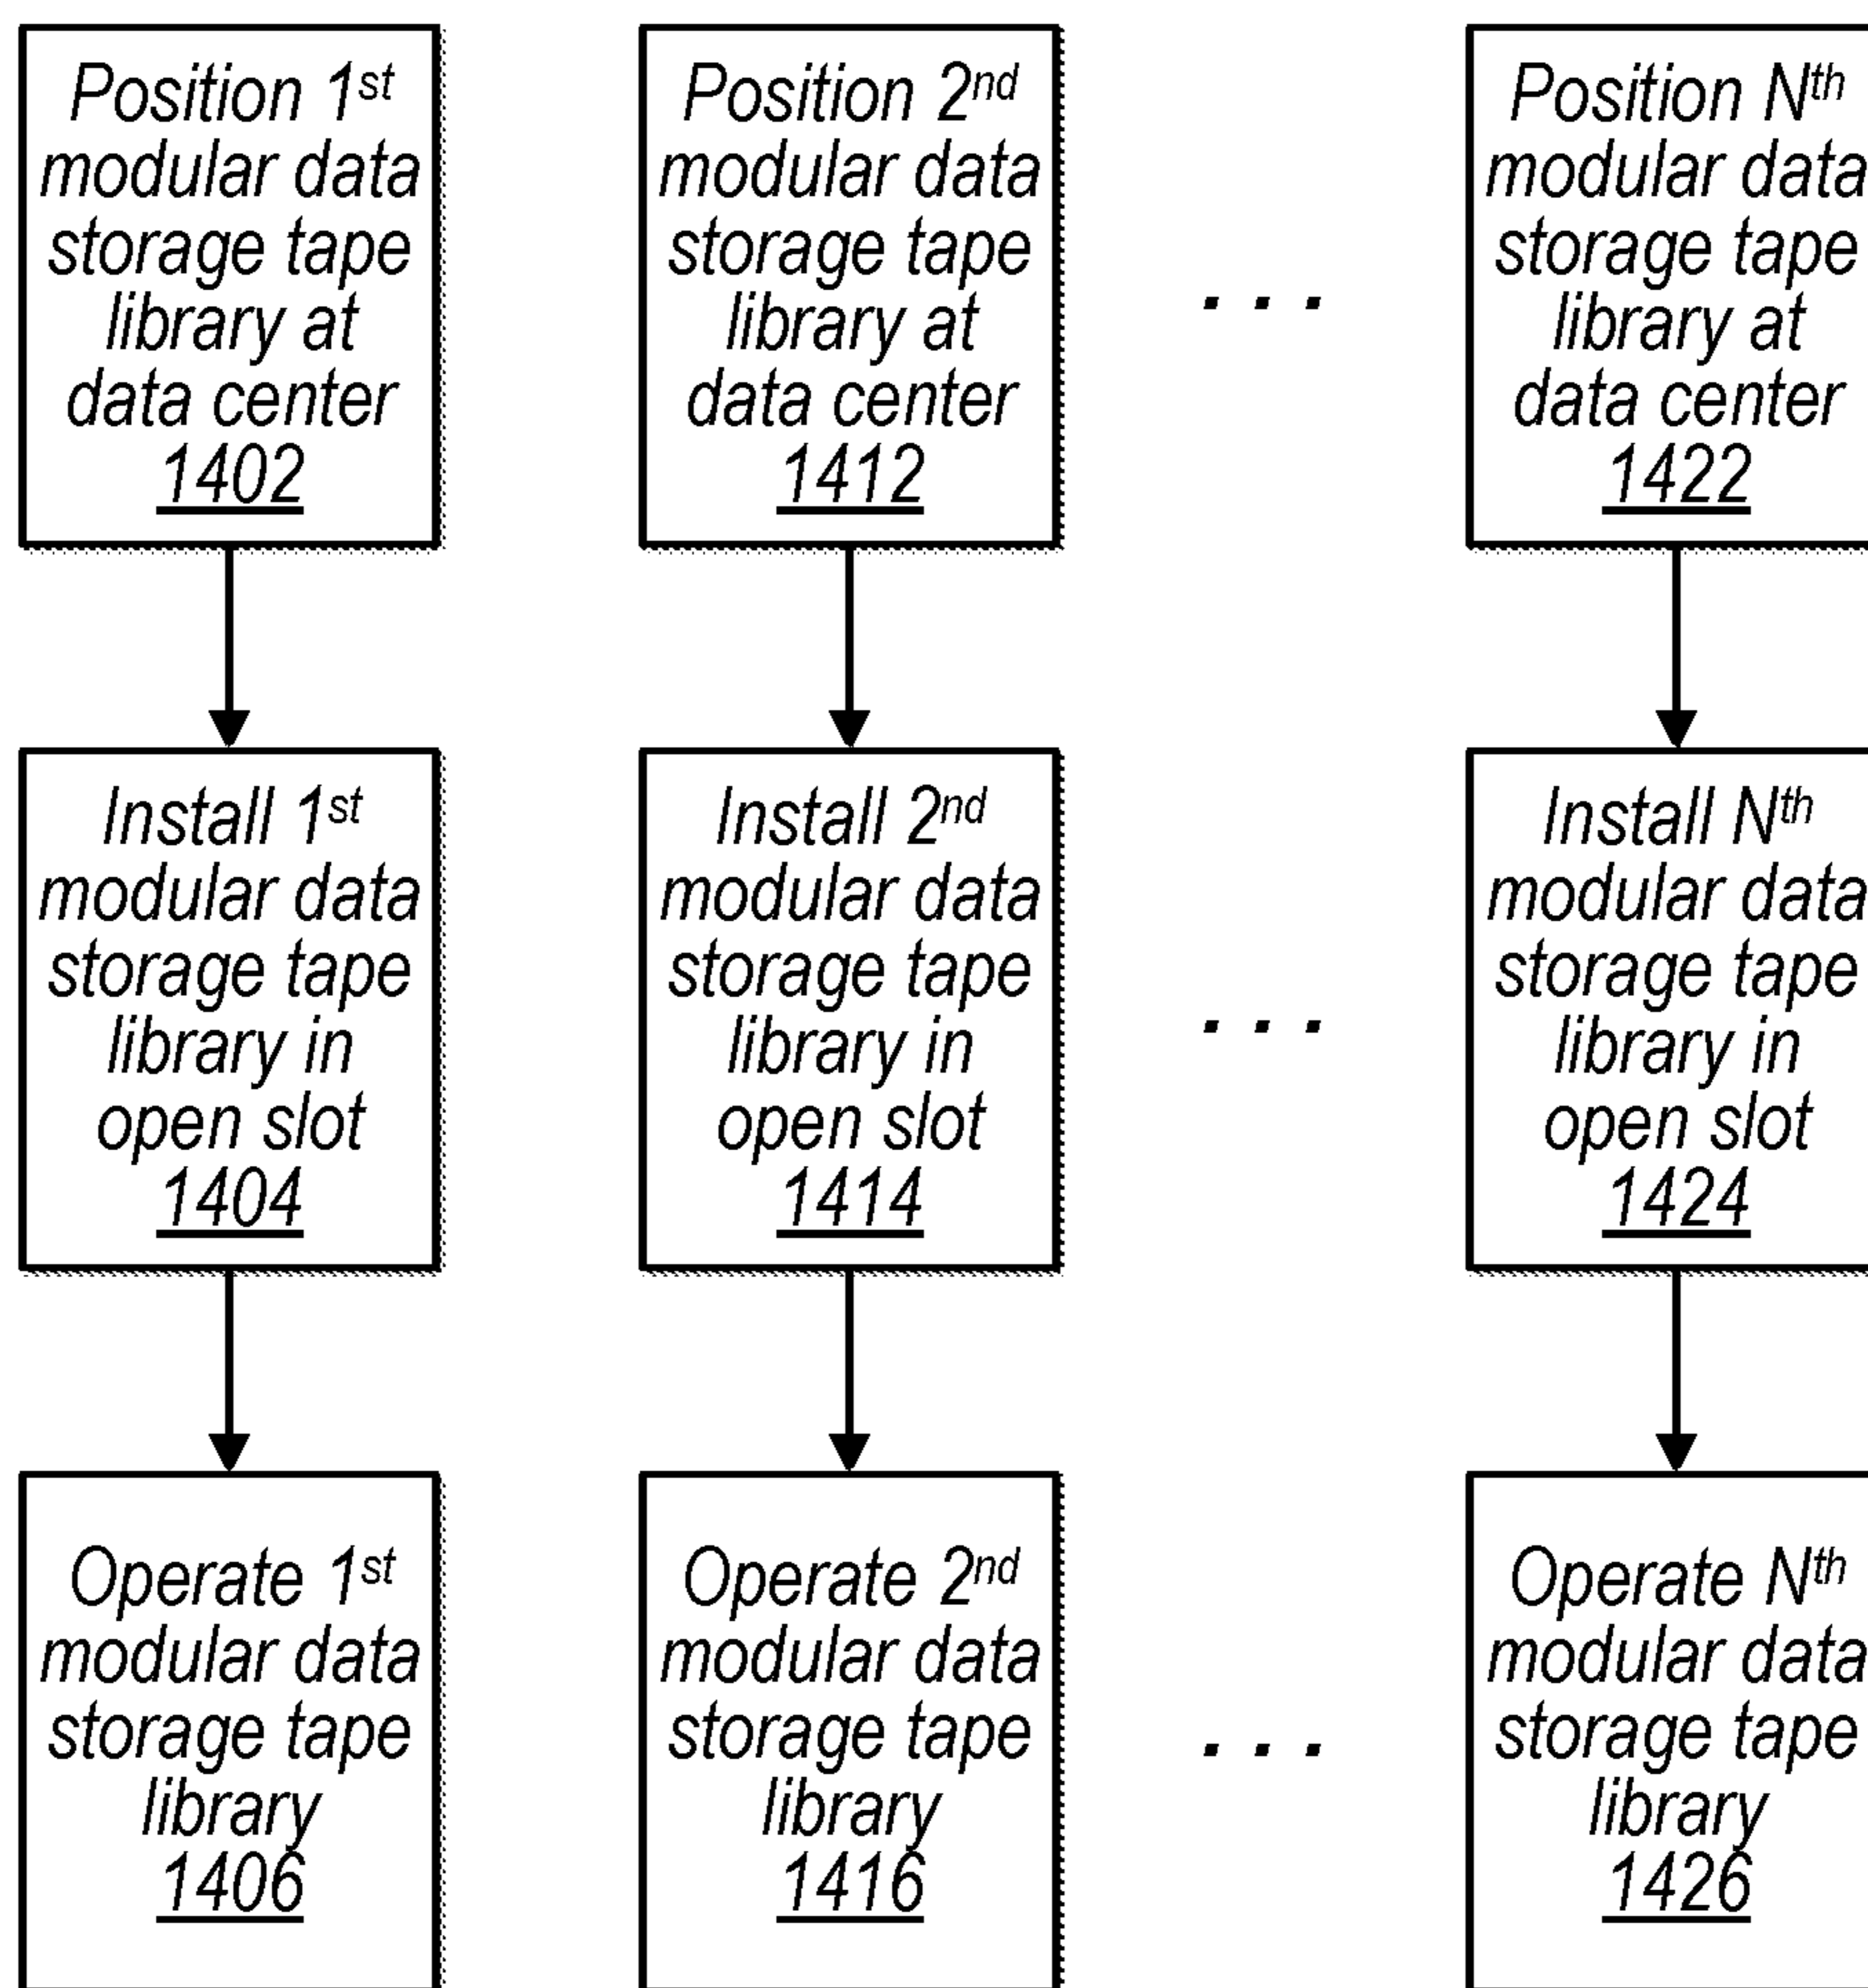 Position 1st
modular data
storage tape
library at
data center
1402
Position 2nd
modular data
storage tape
library at
data center
1412
. . .
Position Nth
modular data
storage tape
library at
data center
1422
Install 1st
modular data
storage tape
library in
open slot
1404
Install 2nd
modular data
storage tape
library in
open slot
1414
. . .
Install Nth
modular data
storage tape
library in
open slot
1424
Operate 1st
modular data
storage tape
library
1406
Operate 2nd
modular data
storage tape
library
1416
. . .
Operate Nth
modular data
storage tape
library
1426